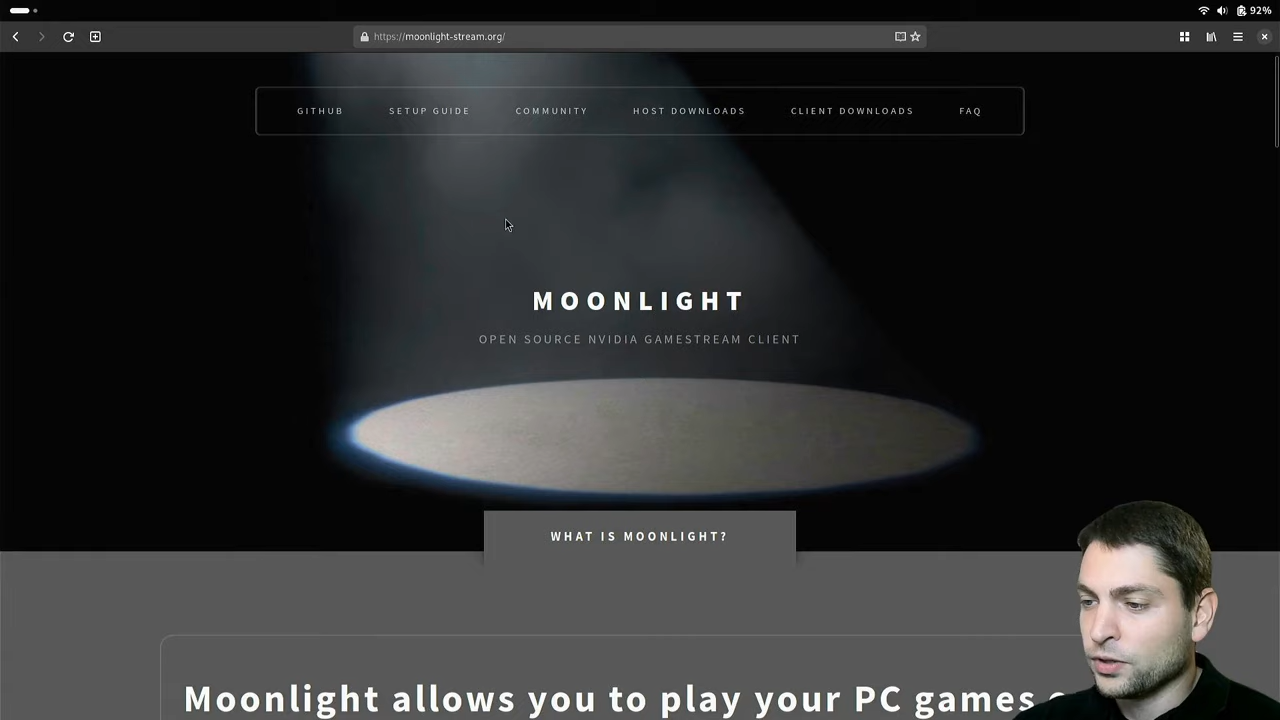 92%
https://moonlight-stream.org/
GITHUB SETUP GUIDE COMMUNITY HOST DOWNLOADS CLIENT DOWNLOADS FAQ
MOONLIGHT
OPEN SOURCE NVIDIA GAMESTREAM CLIENT
WHAT IS MOONLIGHT?
Moonlight allows you to play your PC games